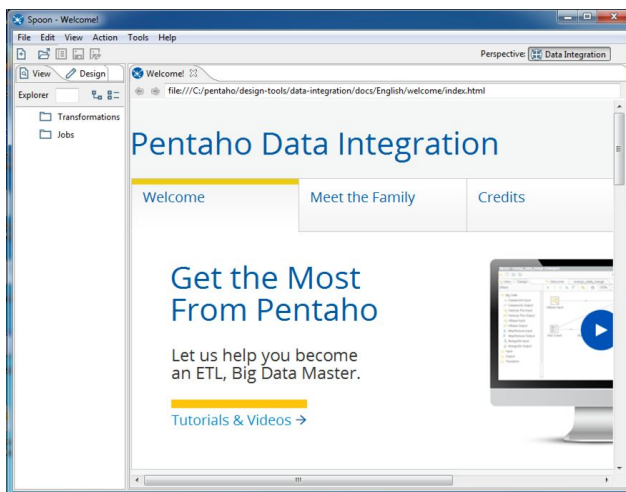 Spoon - Welcome!
File Edit View Action Tools Help
Perspective: Data Integration
View Design
Welcome!
Explorer
file:///C:/pentaho/design-tools/data-integration/docs/English/welcome/index.html
Transformations
Jobs
Pentaho Data Integration
Welcome Meet the Family Credits
Get the Most
From Pentaho
Let us help you become
an ETL, Big Data Master.
Tutorials & Videos →